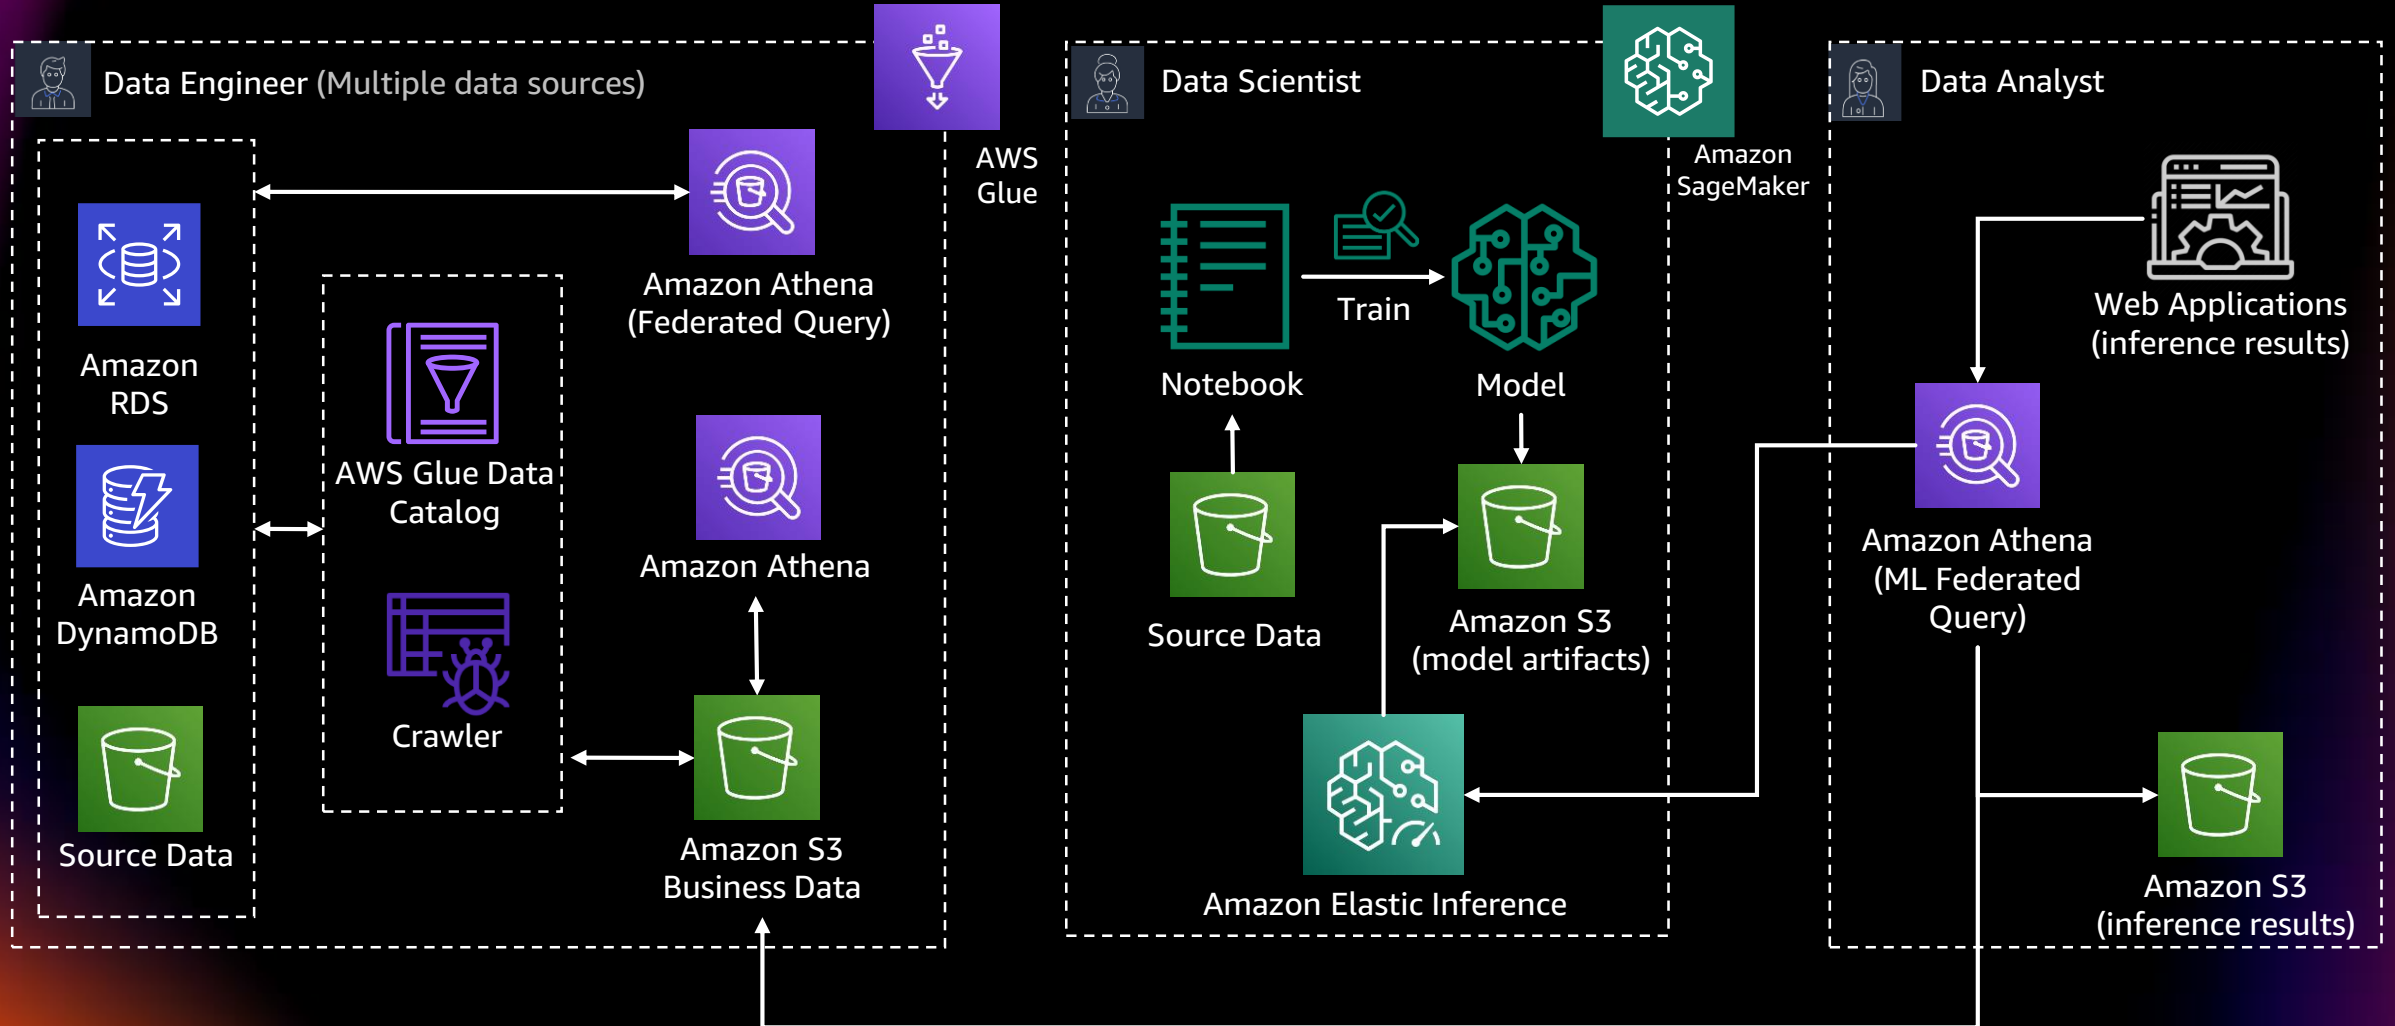 Data Engineer (Multiple data sources)
AWS
Glue
Amazon
RDS
Amazon
DynamoDB
Source Data
AWS Glue Data
Catalog
Crawler
Amazon Athena
(Federated Query)
Amazon Athena
Amazon S3
Business Data
Data Scientist
Amazon
SageMaker
Notebook
Train
Model
Source Data
Amazon S3
(model artifacts)
Amazon Elastic Inference
Data Analyst
Web Applications
(inference results)
Amazon Athena
(ML Federated
Query)
Amazon S3
(inference results)